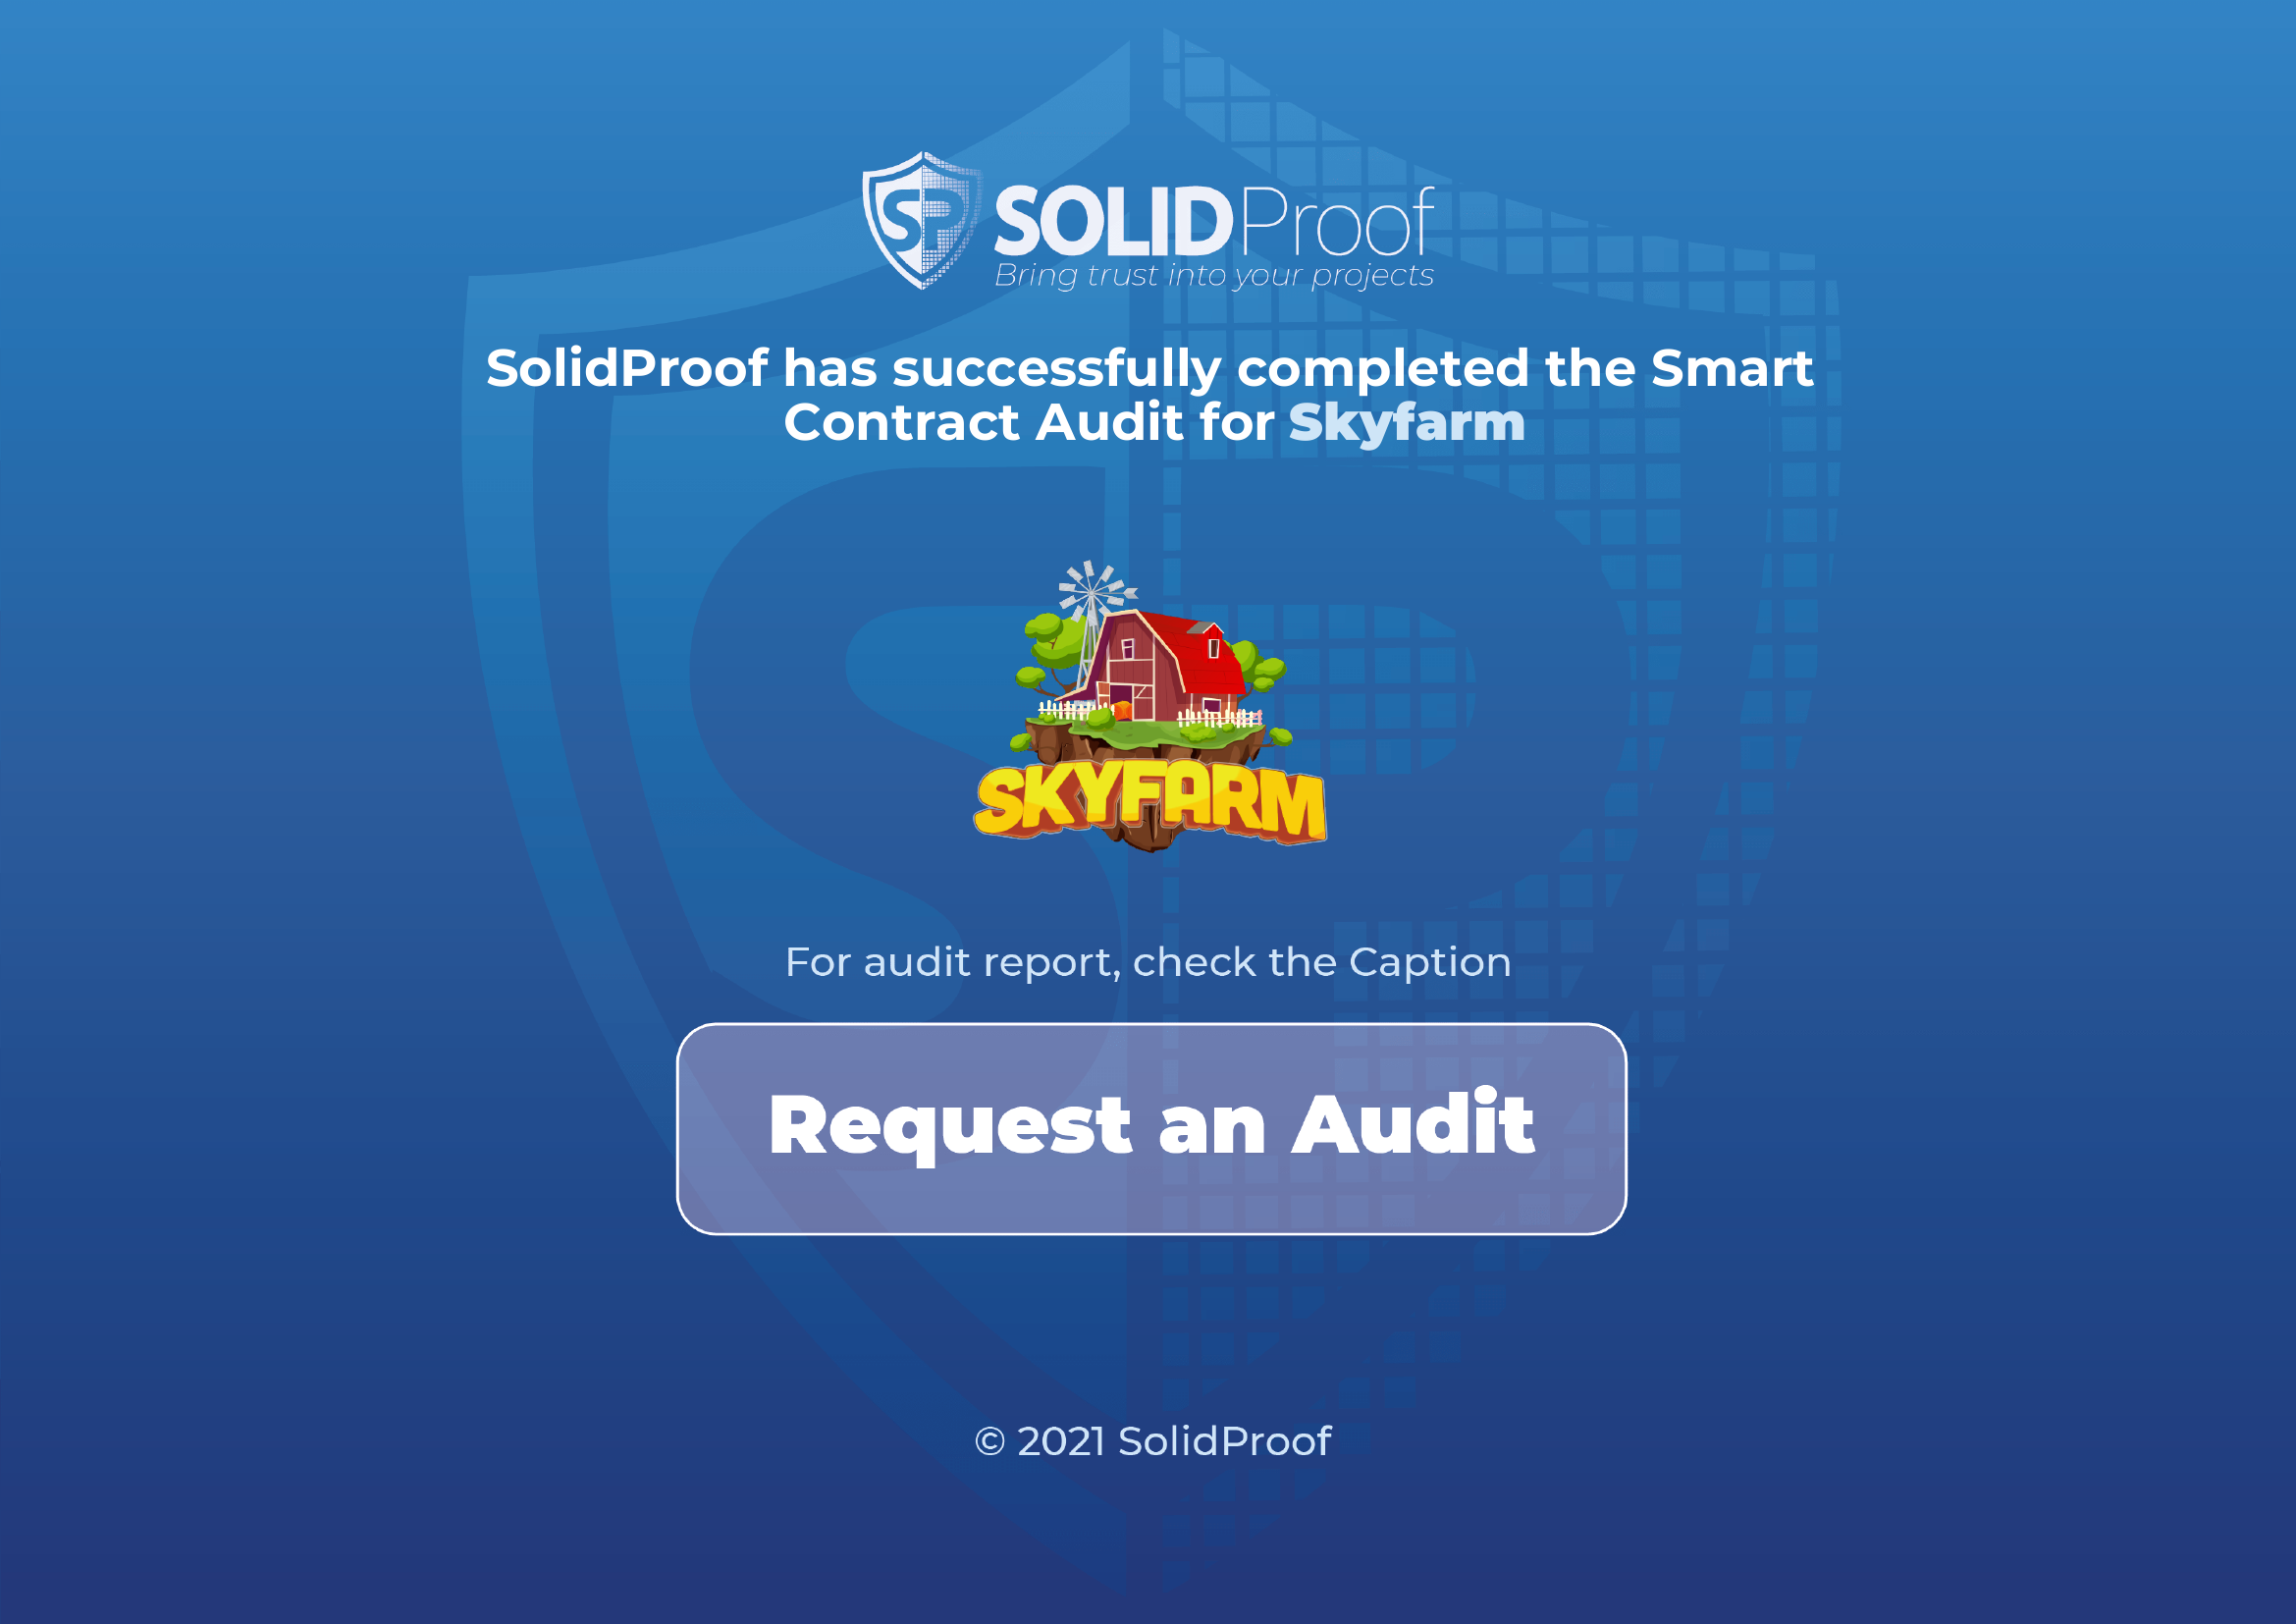 SP SOLIDProof
Bring trust into your projects
SolidProof has successfully completed the Smart
Contract Audit for Skyfarm
SKYFARM
For audit report, check the Caption
Request an Audit
© 2021 SolidProof